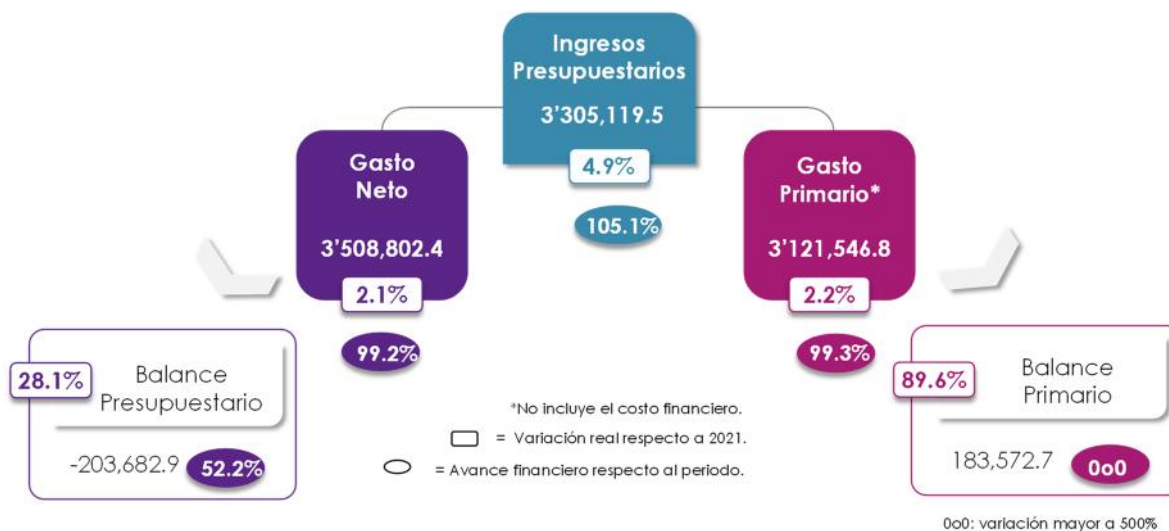 Ingresos
Presupuestarios
3'305,119.5
4.9%
105.1%
Gasto
Neto
3'508,802.4
2.1%
99.2%
Gasto
Primario*
3'121,546.8
2.2%
99.3%
28.1%
Balance
Presupuestario
-203,682.9
52.2%
89.6%
Balance
Primario
183,572.7
0o0
*No incluye el costo financiero.
= Variación real respecto a 2021.
= Avance financiero respecto al periodo.
0o0: variación mayor a 500%